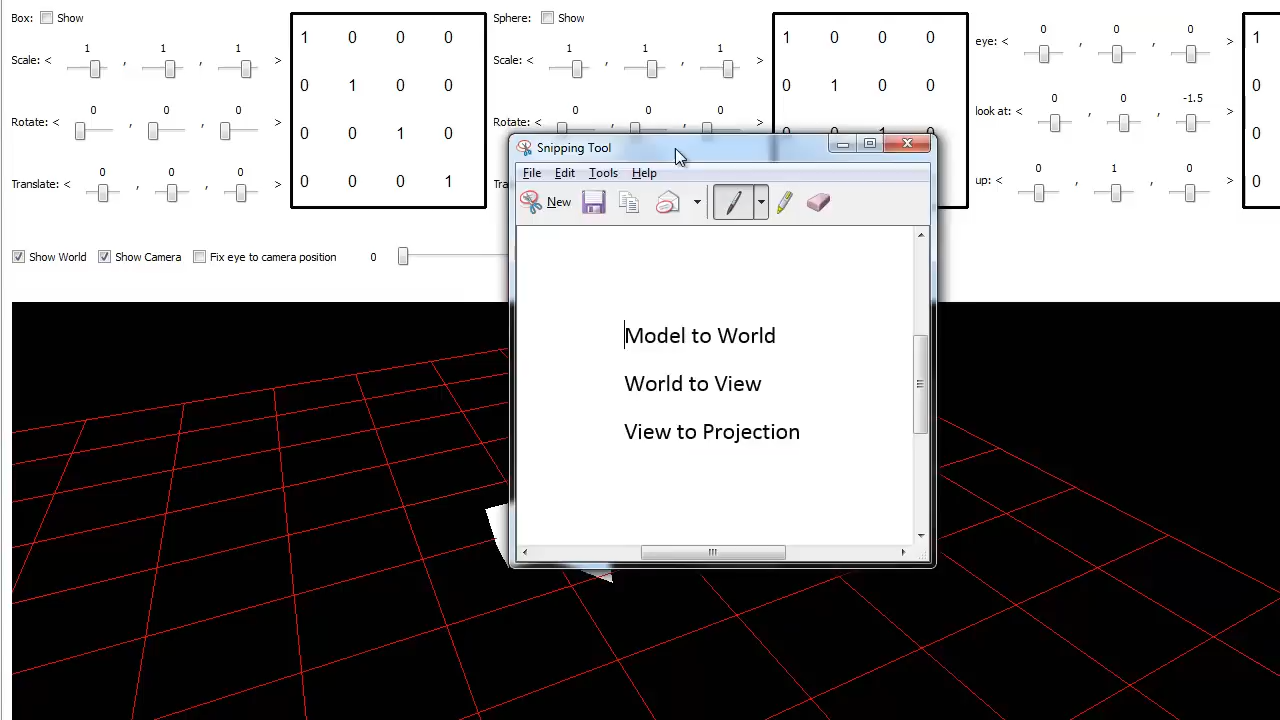 Box: Show
Scale: < 1 , 1 , 1 >
Rotate: < 0 , 0 , 0 >
Translate: < 0 , 0 , 0 >
1 0 0 0
0 1 0 0
0 0 1 0
0 0 0 1
Sphere: Show
Scale: < 1 , 1 , 1 >
Rotate: < 0 0 0
1 0 0 0
0 1 0 0
0 0 1 0
eye: < 0 , 0 , 0 >
look at: < 0 , 0 , -1.5 >
up: < 0 , 1 , 0 >
1
0
0
0
Show World Show Camera Fix eye to camera position 0
Snipping Tool
File Edit Tools Help
New
Model to World
World to View
View to Projection